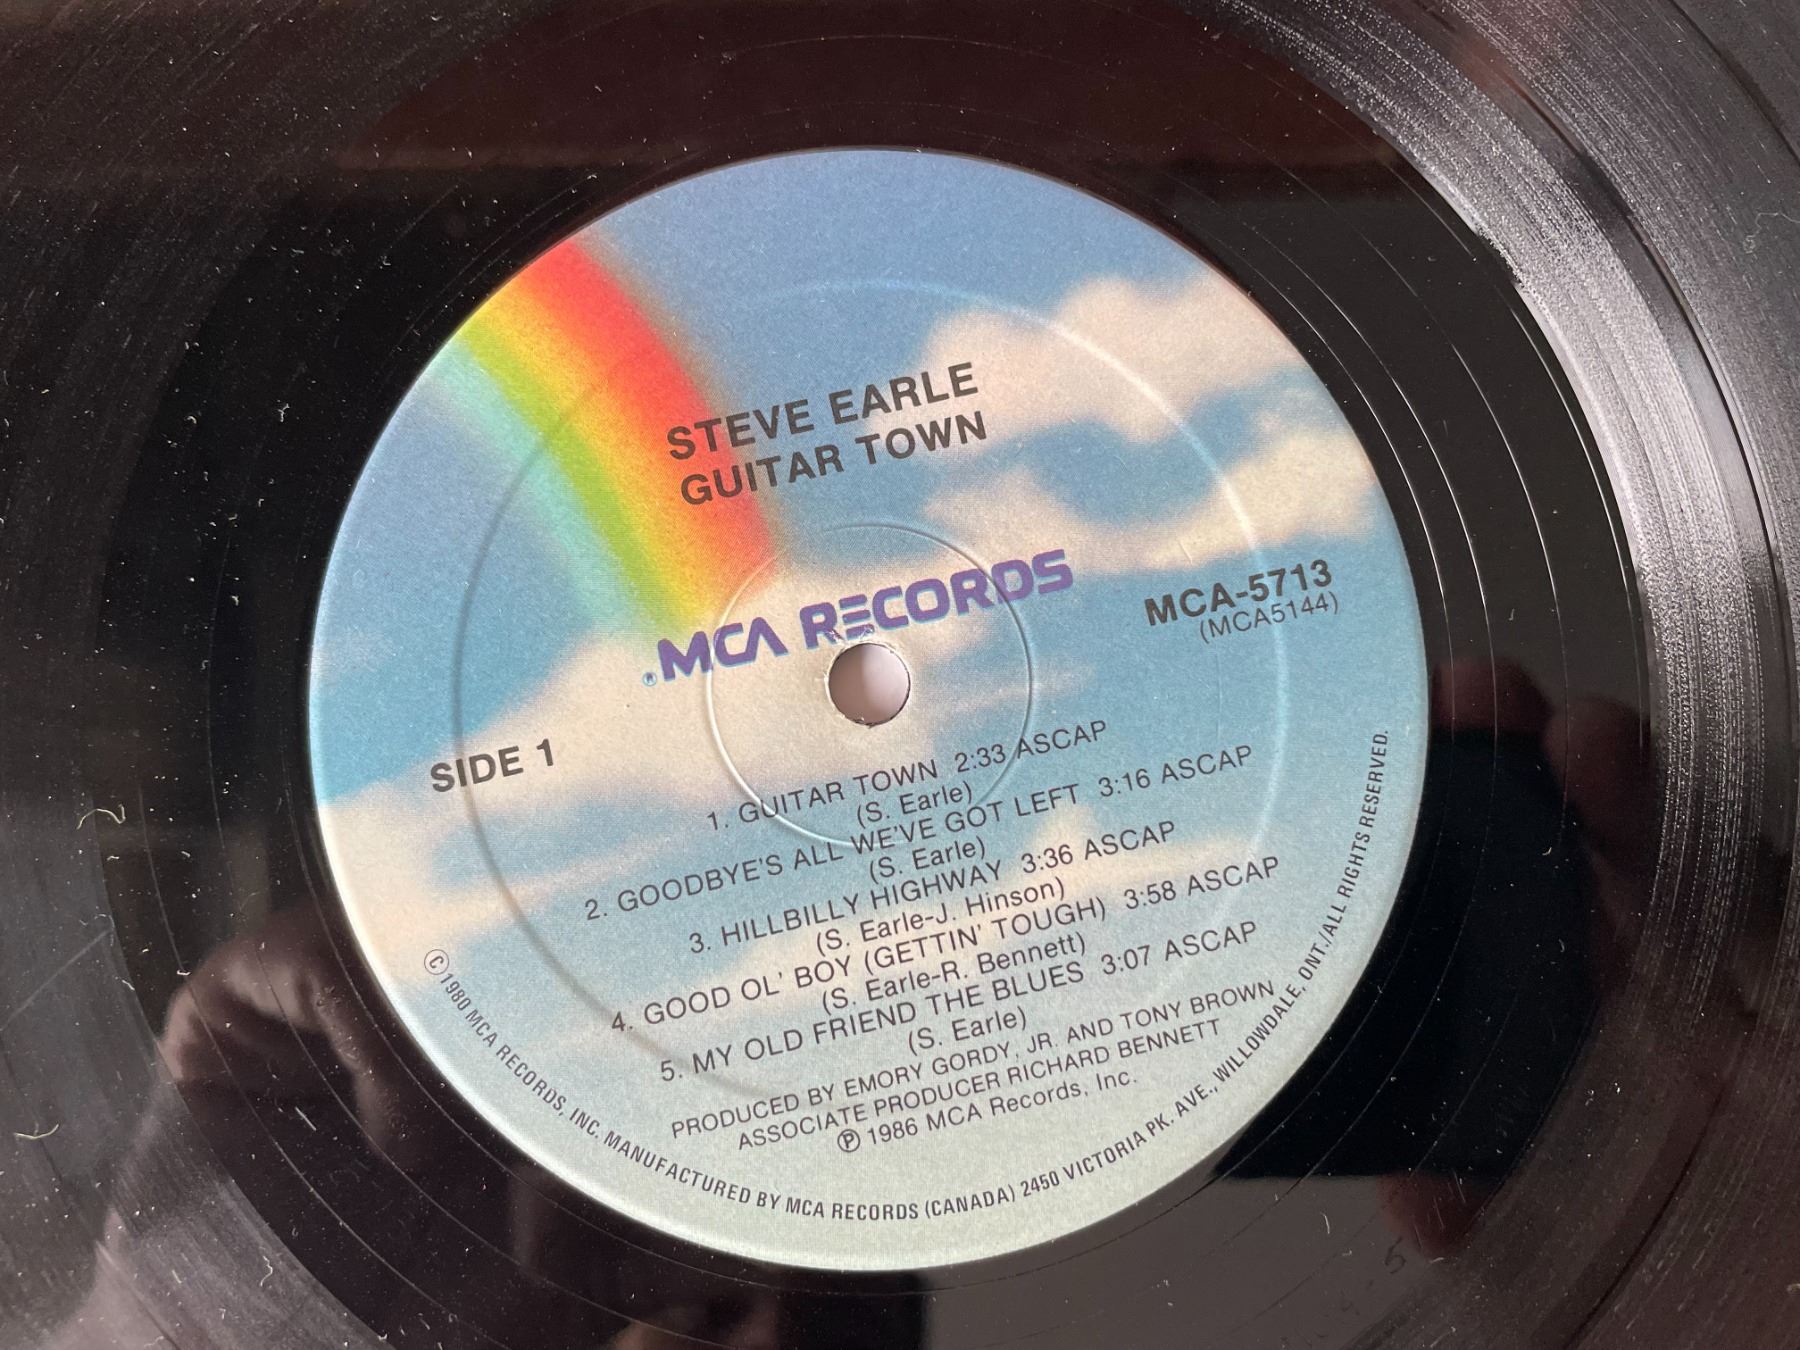 STEVE EARLE
GUITAR TOWN
® MCA RECORDS
MCA-5713
(MCA5144)
SIDE 1
1. GUITAR TOWN 2:33 ASCAP
(S. Earle)
2. GOODBYE'S ALL WE'VE GOT LEFT 3:16 ASCAP
(S. Earle)
3. HILLBILLY HIGHWAY 3:36 ASCAP
(S. Earle-J. Hinson)
4. GOOD OL' BOY (GETTIN' TOUGH) 3:58 ASCAP
(S. Earle-R. Bennett)
5. MY OLD FRIEND THE BLUES 3:07 ASCAP
(S. Earle)
PRODUCED BY EMORY GORDY, JR. AND TONY BROWN
ASSOCIATE PRODUCER RICHARD BENNETT
℗ 1986 MCA Records, Inc.
©1980 MCA RECORDS, INC. MANUFACTURED BY MCA RECORDS (CANADA) 2450 VICTORIA PK. AVE., WILLOWDALE, ONT./ALL RIGHTS RESERVED.